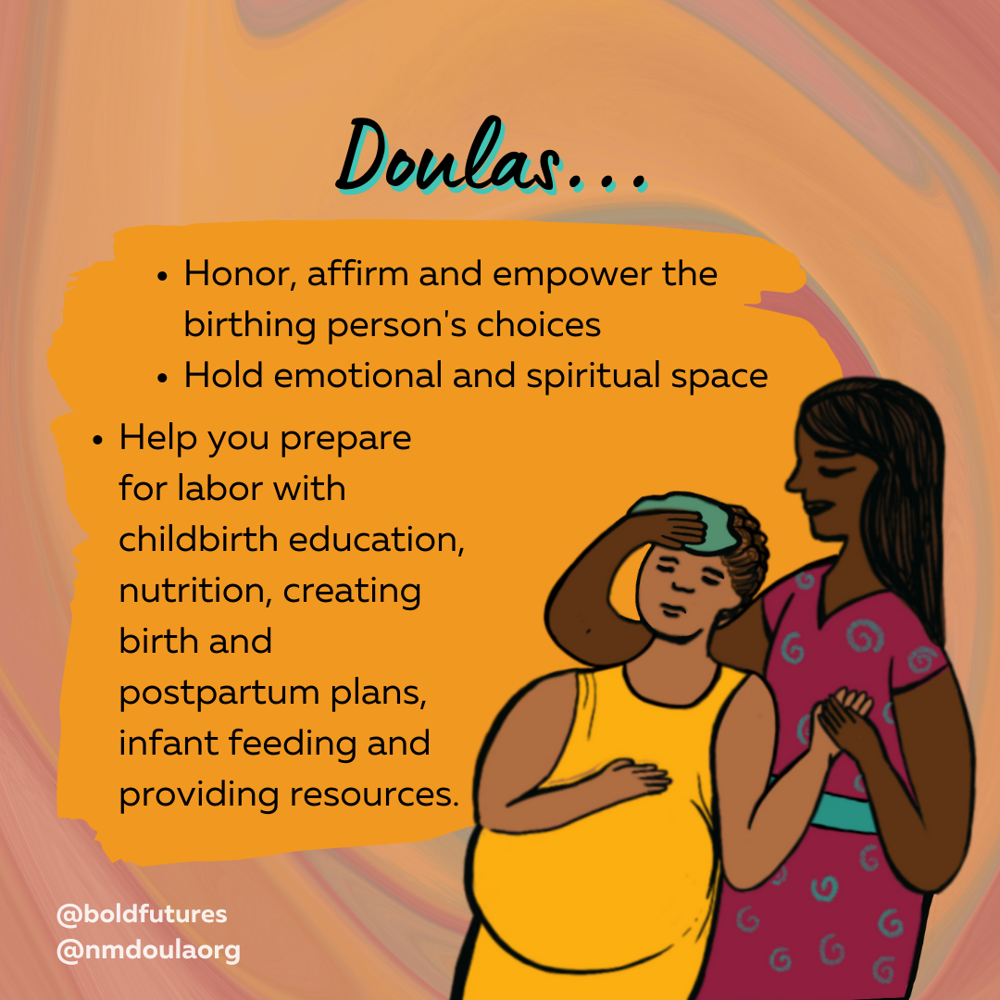 Doulas...
• Honor, affirm and empower the
birthing person's choices
• Hold emotional and spiritual space
• Help you prepare
for labor with
childbirth education,
nutrition, creating
birth and
postpartum plans,
infant feeding and
providing resources.
@boldfutures
@nmdoulaorg